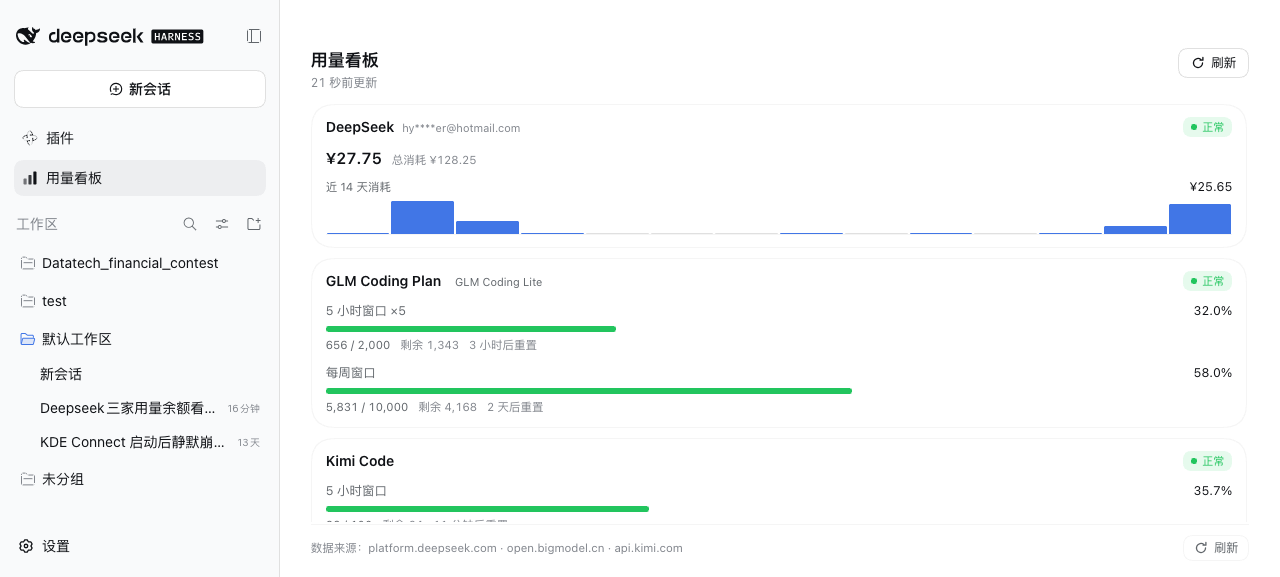 deepseek HARNESS
新会话
插件
用量看板
工作区
Datatech_financial_contest
test
默认工作区
新会话
Deepseek三家用量余额看... 16分钟
KDE Connect 启动后静默崩... 13天
未分组
设置
用量看板
21 秒前更新
刷新
DeepSeek hy****er@hotmail.com 正常
¥27.75 总消耗 ¥128.25
近 14 天消耗 ¥25.65
GLM Coding Plan GLM Coding Lite 正常
5 小时窗口 ×5 32.0%
656 / 2,000 剩余 1,343 3 小时后重置
每周窗口 58.0%
5,831 / 10,000 剩余 4,168 2 天后重置
Kimi Code 正常
5 小时窗口 35.7%
数据来源: platform.deepseek.com · open.bigmodel.cn · api.kimi.com
刷新